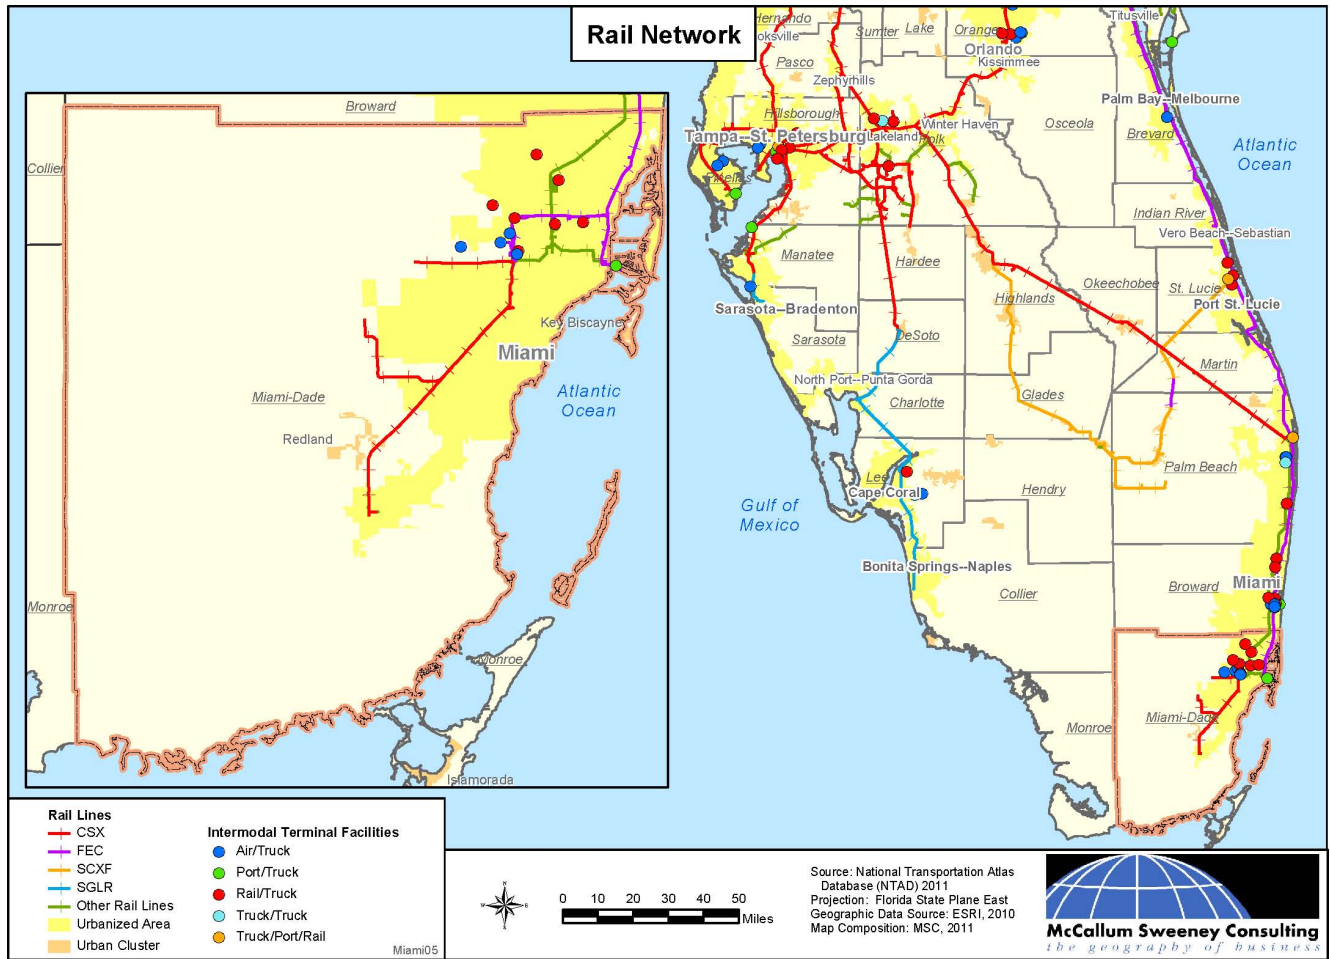 Rail Network
Hernando
oksville
Sumter
Lake
Orange
Orlando
Kissimmee
Titusville
Pasco
Zephyrhills
Palm Bay--Melbourne
Hillsborough
Tampa--St. Petersburg
Lakeland
Winter Haven
Polk
Osceola
Brevard
Atlantic
Ocean
Pinellas
Indian River
Vero Beach--Sebastian
Manatee
Hardee
Okeechobee
St. Lucie
Highlands
Port St. Lucie
Sarasota--Bradenton
Sarasota
DeSoto
Martin
North Port--Punta Gorda
Charlotte
Glades
Lee
Palm Beach
Cape Coral
Hendry
Gulf of
Mexico
Bonita Springs--Naples
Collier
Broward
Miami
Monroe
Miami-Dade
Broward
Collier
Key Biscayne
Miami
Atlantic
Ocean
Miami-Dade
Redland
Monroe
Monroe
Islamorada
Rail Lines
CSX
FEC
SCXF
SGLR
Other Rail Lines
Urbanized Area
Urban Cluster
Intermodal Terminal Facilities
Air/Truck
Port/Truck
Rail/Truck
Truck/Truck
Truck/Port/Rail
Miami05
N
S
W
E
0 10 20 30 40 50
Miles
Source: National Transportation Atlas
Database (NTAD) 2011
Projection: Florida State Plane East
Geographic Data Source: ESRI, 2010
Map Composition: MSC, 2011
McCallum Sweeney Consulting
the geography of business